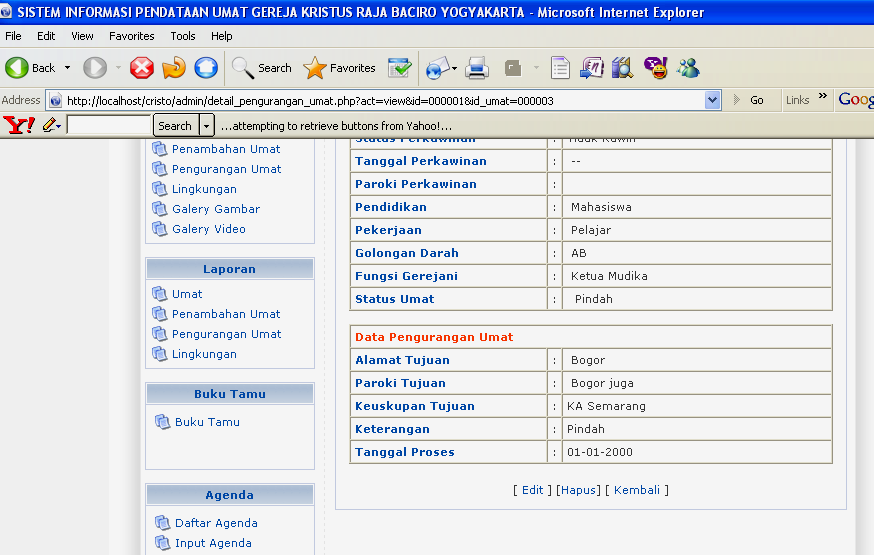 SISTEM INFORMASI PENDATAAN UMAT GEREJA KRISTUS RAJA BACIRO YOGYAKARTA - Microsoft Internet Explorer
File Edit View Favorites Tools Help
Back Search Favorites
Address http://localhost/cristo/admin/detail_pengurangan_umat.php?act=view&id=000001&id_umat=000003 Go Links » Goog
Y! Search ...attempting to retrieve buttons from Yahoo!...
Penambahan Umat
Pengurangan Umat
Lingkungan
Galery Gambar
Galery Video
Laporan
Umat
Penambahan Umat
Pengurangan Umat
Lingkungan
Buku Tamu
Buku Tamu
Agenda
Daftar Agenda
Input Agenda
Status Perkawinan :
Tanggal Perkawinan : --
Paroki Perkawinan :
Pendidikan : Mahasiswa
Pekerjaan : Pelajar
Golongan Darah : AB
Fungsi Gerejani : Ketua Mudika
Status Umat : Pindah
Data Pengurangan Umat
Alamat Tujuan : Bogor
Paroki Tujuan : Bogor juga
Keuskupan Tujuan : KA Semarang
Keterangan : Pindah
Tanggal Proses : 01-01-2000
[ Edit ] [Hapus] [ Kembali ]